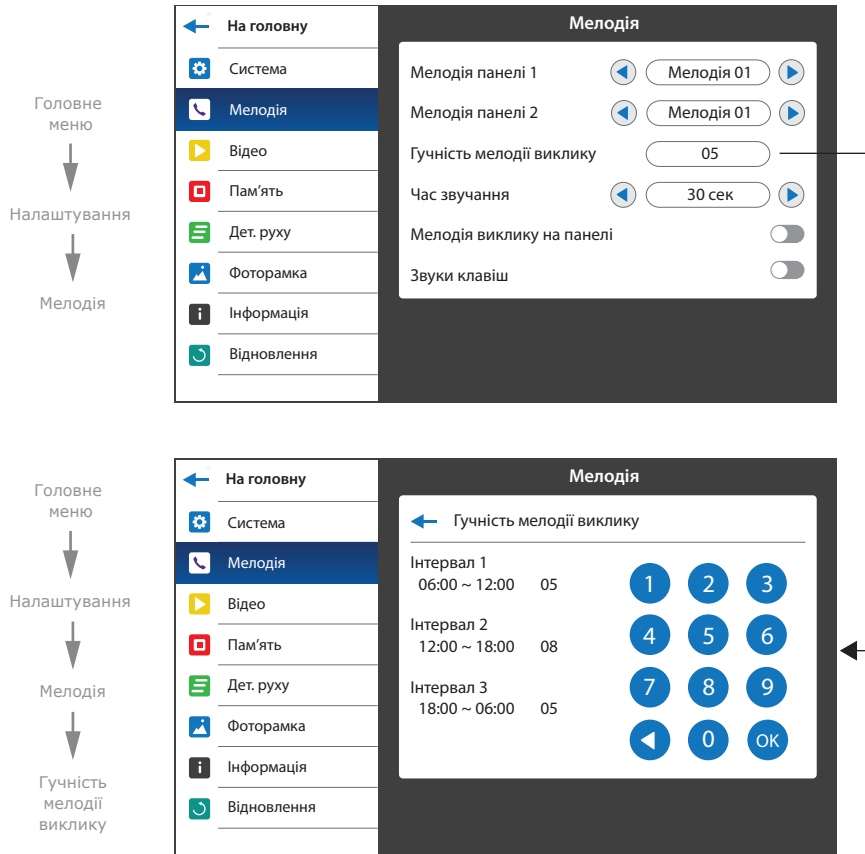 Головне
меню
Налаштування
Мелодія
На головну
Система
Мелодія
Відео
Пам’ять
Дет. руху
Фоторамка
Інформація
Відновлення
Мелодія
Мелодія панелі 1 Мелодія 01
Мелодія панелі 2 Мелодія 01
Гучність мелодії виклику 05
Час звучання 30 сек
Мелодія виклику на панелі
Звуки клавіш
Головне
меню
Налаштування
Мелодія
Гучність
мелодії
виклику
На головну
Система
Мелодія
Відео
Пам’ять
Дет. руху
Фоторамка
Інформація
Відновлення
Мелодія
Гучність мелодії виклику
Інтервал 1
06:00 ~ 12:00 05
Інтервал 2
12:00 ~ 18:00 08
Інтервал 3
18:00 ~ 06:00 05
1 2 3
4 5 6
7 8 9
0 OK